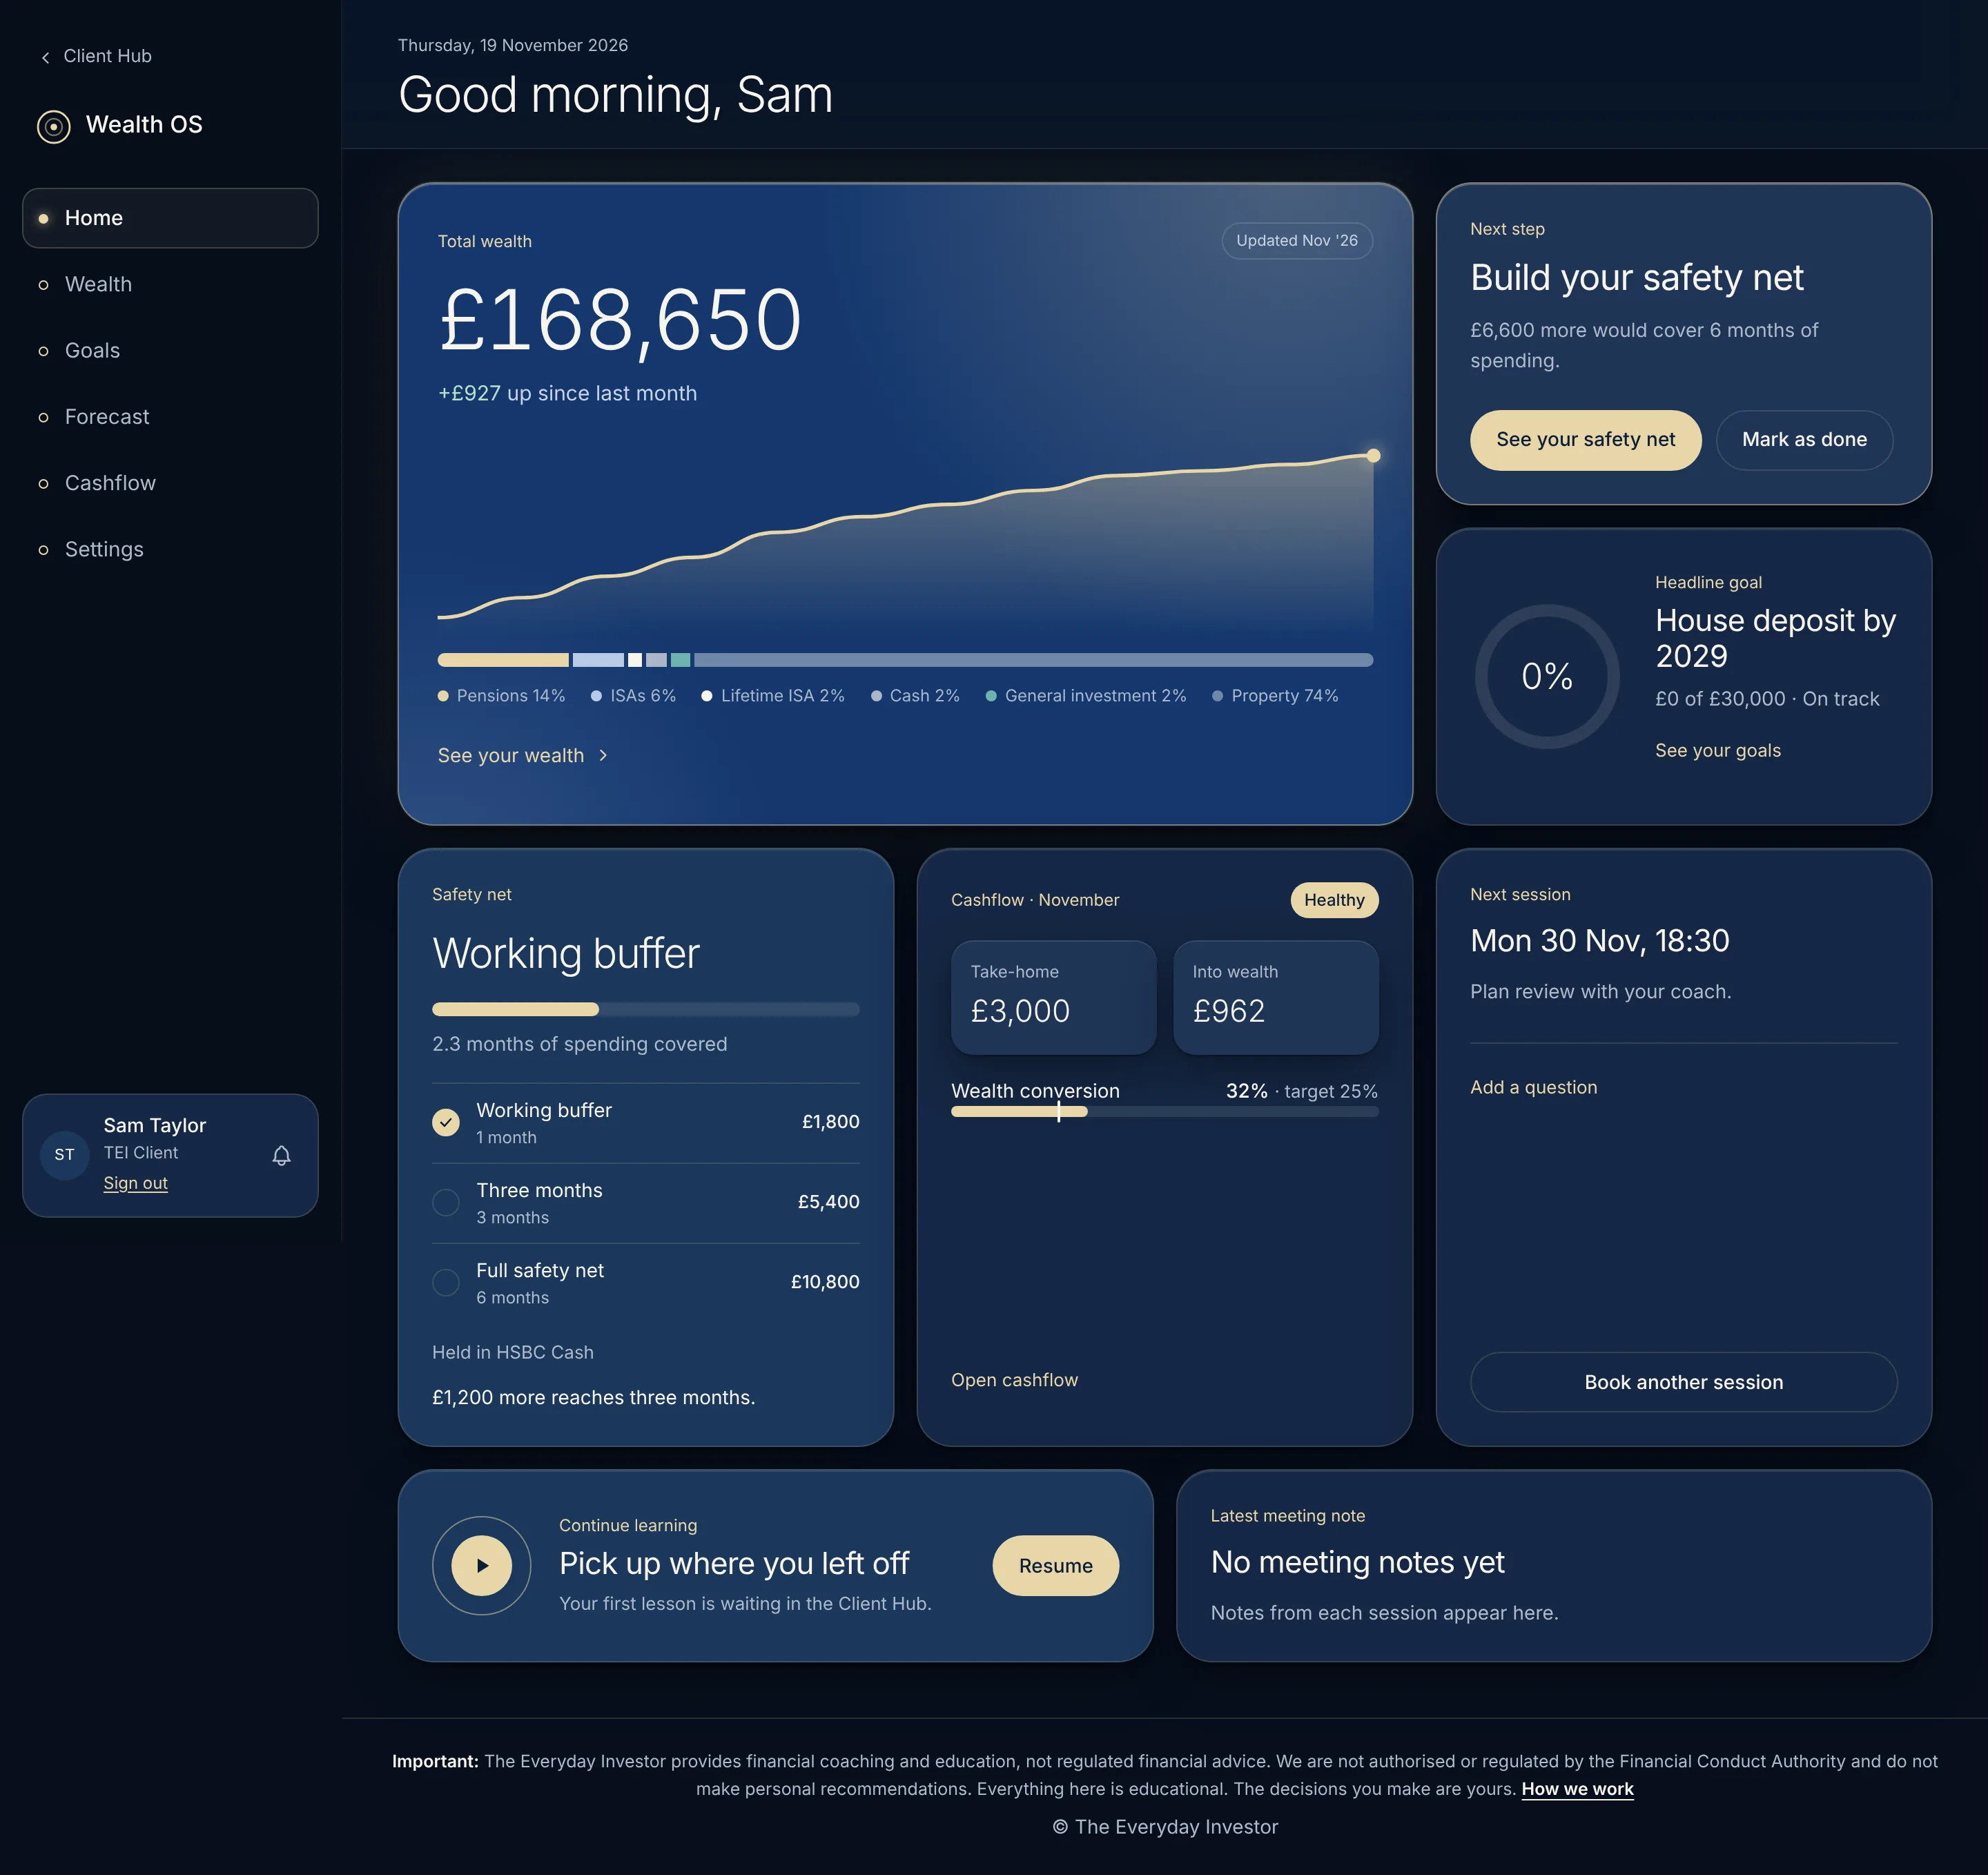 Client Hub
Wealth OS
Home
Wealth
Goals
Forecast
Cashflow
Settings
ST
Sam Taylor
TEI Client
Sign out
Thursday, 19 November 2026
Good morning, Sam
Total wealth
Updated Nov '26
£168,650
+£927 up since last month
Pensions 14%
ISAs 6%
Lifetime ISA 2%
Cash 2%
General investment 2%
Property 74%
See your wealth
Next step
Build your safety net
£6,600 more would cover 6 months of
spending.
See your safety net
Mark as done
0%
Headline goal
House deposit by
2029
£0 of £30,000 · On track
See your goals
Safety net
Working buffer
2.3 months of spending covered
Working buffer
1 month
£1,800
Three months
3 months
£5,400
Full safety net
6 months
£10,800
Held in HSBC Cash
£1,200 more reaches three months.
Cashflow · November
Healthy
Take-home
£3,000
Into wealth
£962
Wealth conversion
32% · target 25%
Open cashflow
Next session
Mon 30 Nov, 18:30
Plan review with your coach.
Add a question
Book another session
Continue learning
Pick up where you left off
Your first lesson is waiting in the Client Hub.
Resume
Latest meeting note
No meeting notes yet
Notes from each session appear here.
Important: The Everyday Investor provides financial coaching and education, not regulated financial advice. We are not authorised or regulated by the Financial Conduct Authority and do not
make personal recommendations. Everything here is educational. The decisions you make are yours. How we work
© The Everyday Investor